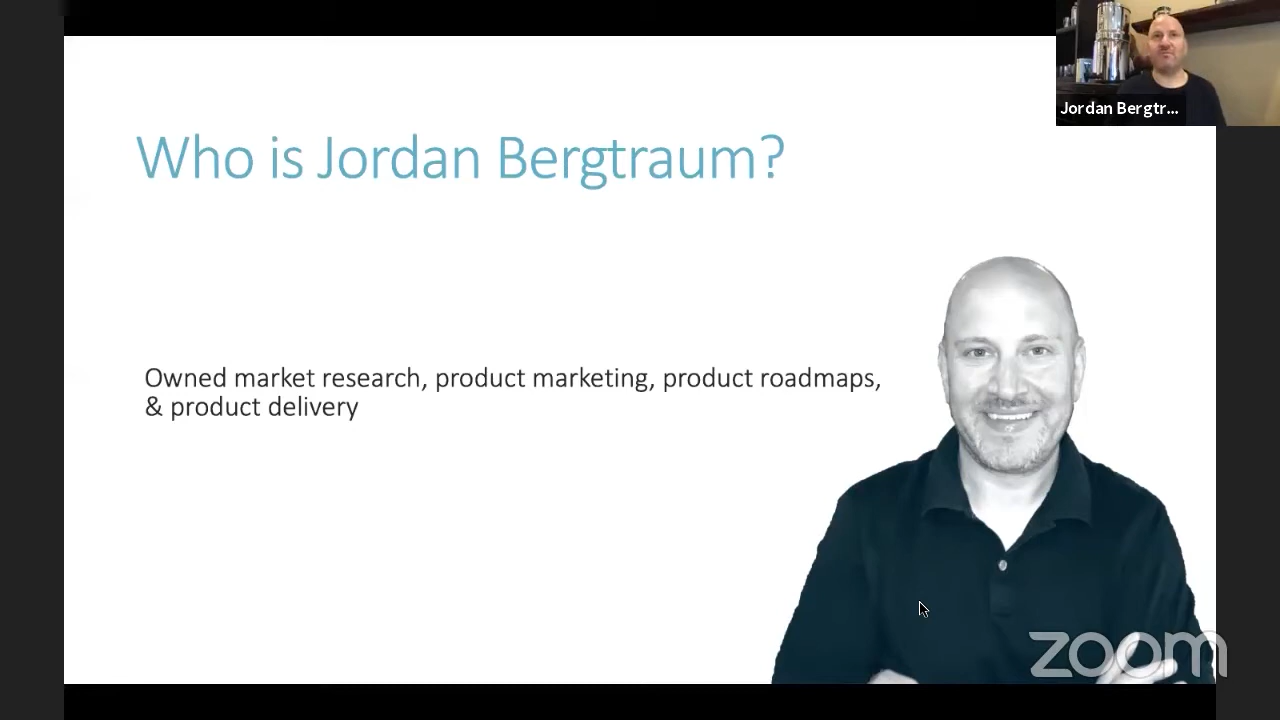 Jordan Bergtr...
Who is Jordan Bergtraum?
Owned market research, product marketing, product roadmaps,
& product delivery
zoom